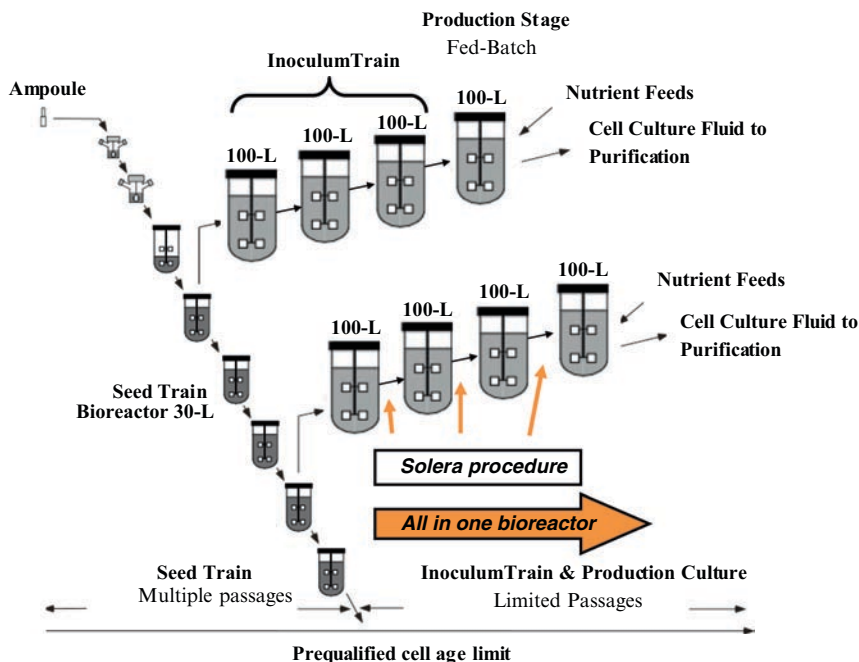 Production Stage
Fed-Batch
InoculumTrain
Ampoule
100-L
100-L
100-L
100-L
Nutrient Feeds
Cell Culture Fluid to
Purification
100-L
100-L
100-L
100-L
Nutrient Feeds
Cell Culture Fluid to
Purification
Seed Train
Bioreactor 30-L
Solera procedure
All in one bioreactor
Seed Train
Multiple passages
InoculumTrain & Production Culture
Limited Passages
Prequalified cell age limit